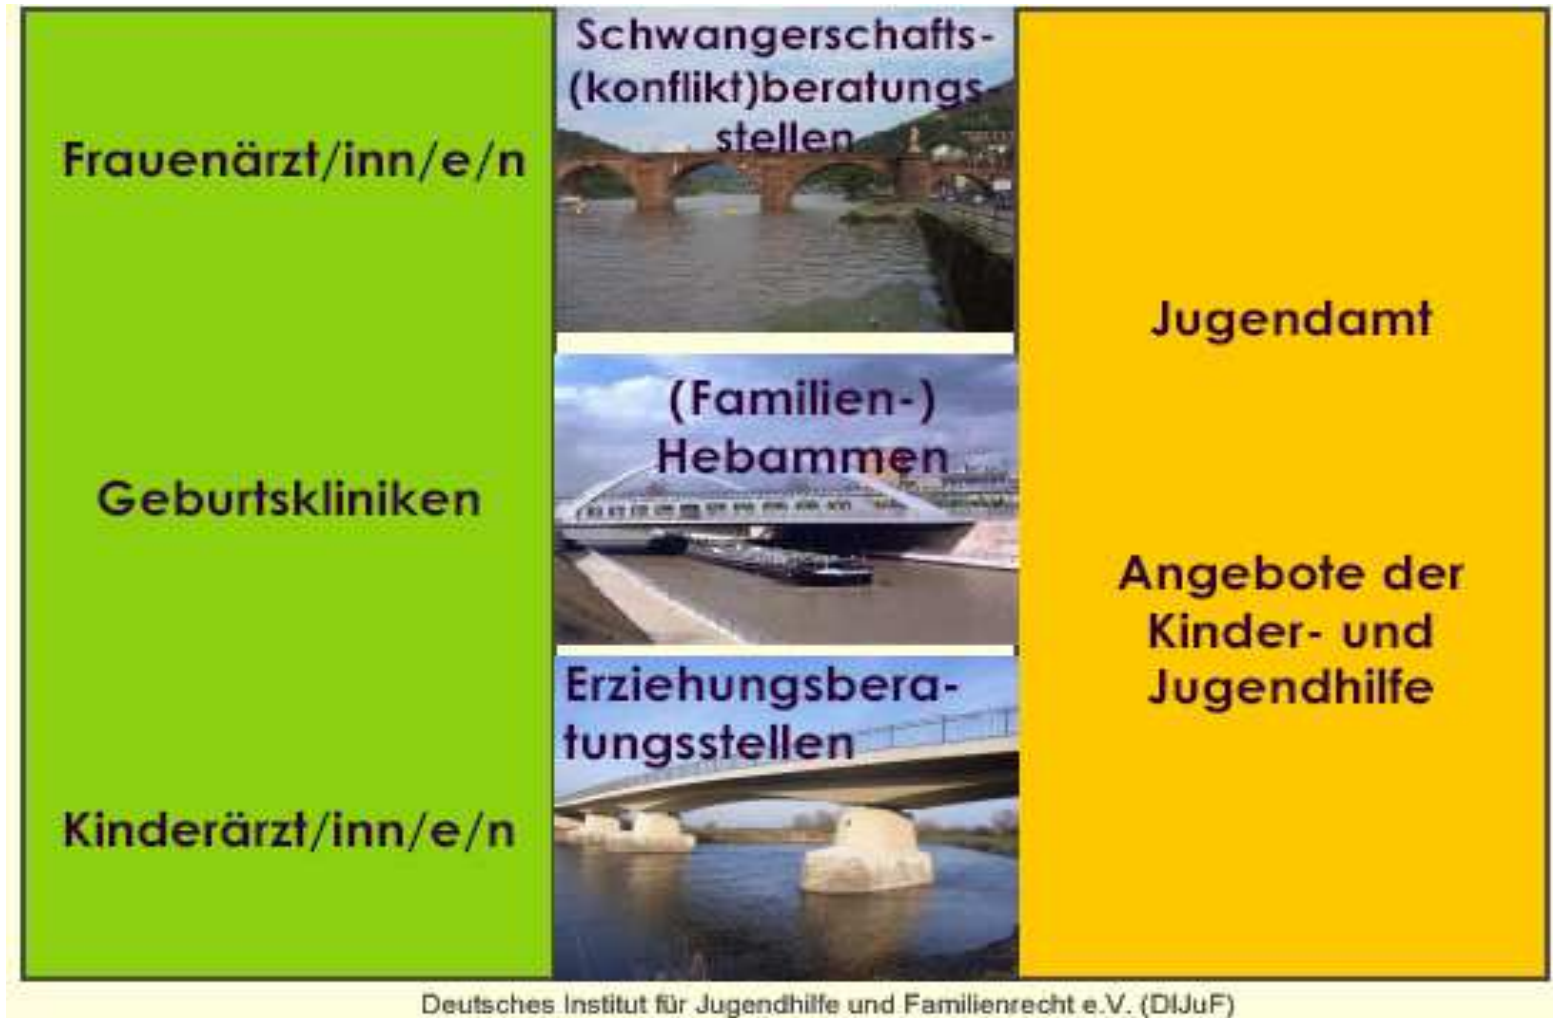 Frauenärzt/inn/e/n
Geburtskliniken
Kinderärzt/inn/e/n
Schwangerschafts-
(konflikt)beratungs-
stellen
(Familien-)
Hebammen
Erziehungsbera-
tungsstellen
Jugendamt
Angebote der
Kinder- und
Jugendhilfe
Deutsches Institut für Jugendhilfe und Familienrecht e.V. (DIJuF)